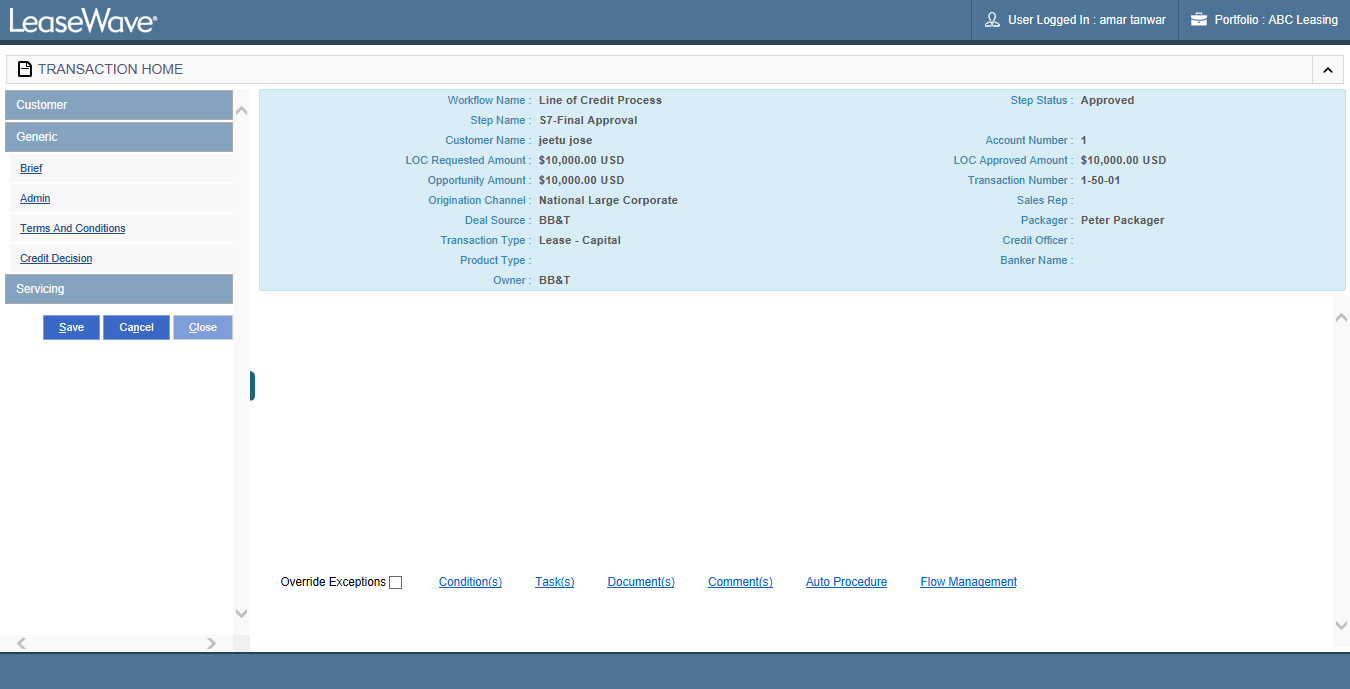 LeaseWave®
User Logged In : amar tanwar
Portfolio : ABC Leasing
TRANSACTION HOME
Customer
Generic
Brief
Admin
Terms And Conditions
Credit Decision
Servicing
Save Cancel Close
Workflow Name : Line of Credit Process Step Status : Approved
Step Name : S7-Final Approval
Customer Name : jeetu jose Account Number : 1
LOC Requested Amount : $10,000.00 USD LOC Approved Amount : $10,000.00 USD
Opportunity Amount : $10,000.00 USD Transaction Number : 1-50-01
Origination Channel : National Large Corporate Sales Rep :
Deal Source : BB&T Packager : Peter Packager
Transaction Type : Lease - Capital Credit Officer :
Product Type : Banker Name :
Owner : BB&T
Override Exceptions Condition(s) Task(s) Document(s) Comment(s) Auto Procedure Flow Management